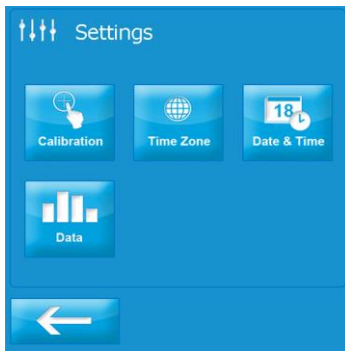 Settings
Calibration
Time Zone
18
Date & Time
Data